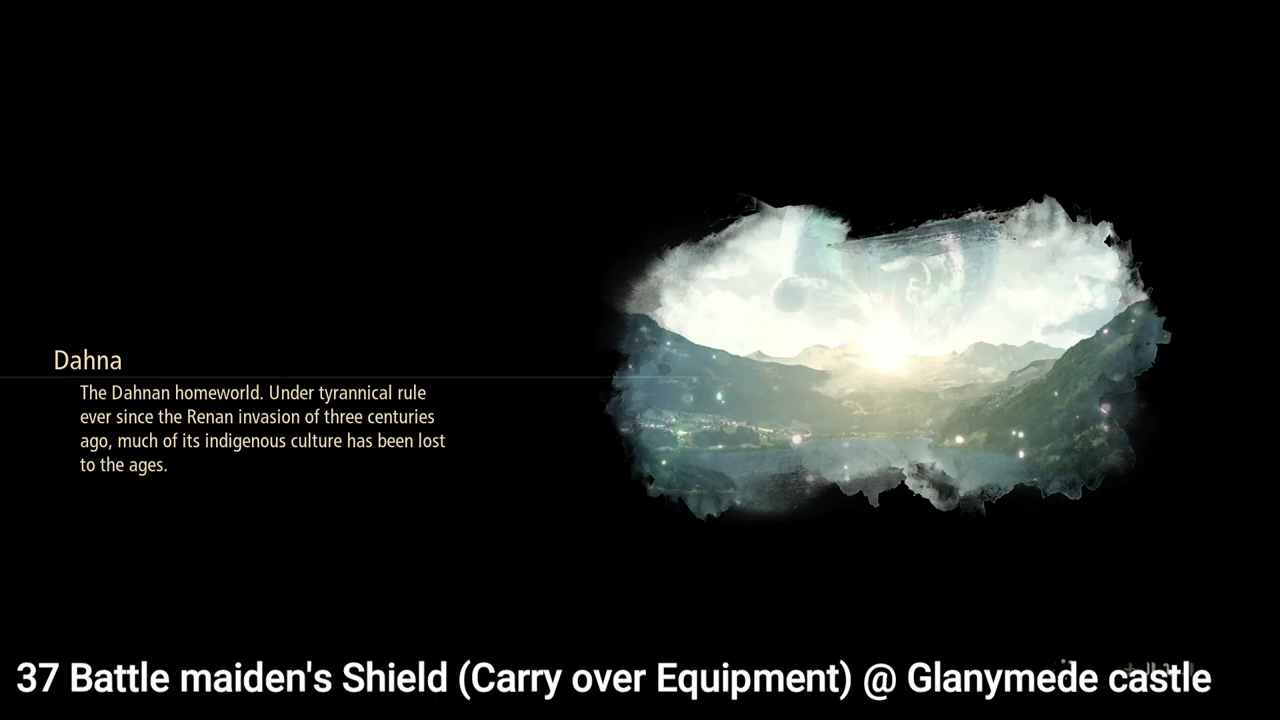 Dahna
The Dahnan homeworld. Under tyrannical rule
ever since the Renan invasion of three centuries
ago, much of its indigenous culture has been lost
to the ages.
37 Battle maiden's Shield (Carry over Equipment) @ Glanymede castle